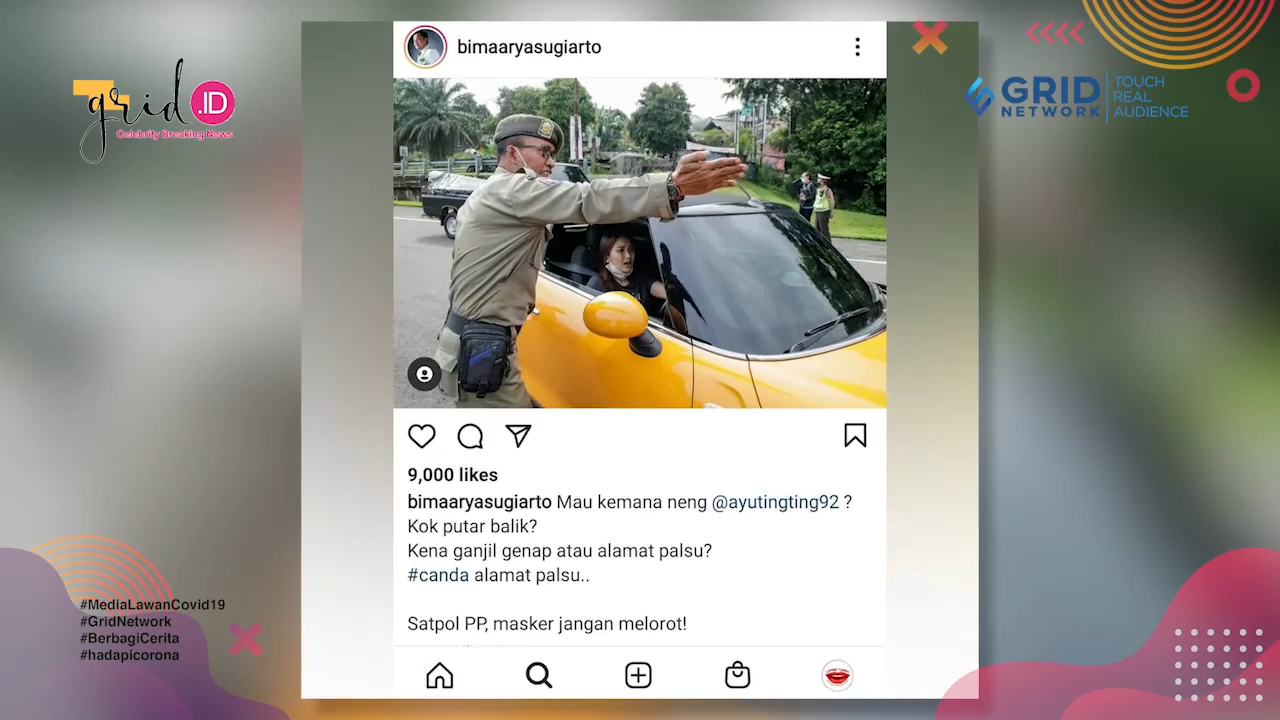 bimaaryasugiarto
grid
.ID
Celebrity Breaking News
GRID
NETWORK
TOUCH
REAL
AUDIENCE
9,000 likes
bimaaryasugiarto Mau kemana neng @ayutingting92 ?
Kok putar balik?
Kena ganjil genap atau alamat palsu?
#canda alamat palsu..
Satpol PP, masker jangan melorot!
#MediaLawanCovid19
#GridNetwork
#BerbagiCerita
#hadapicorona